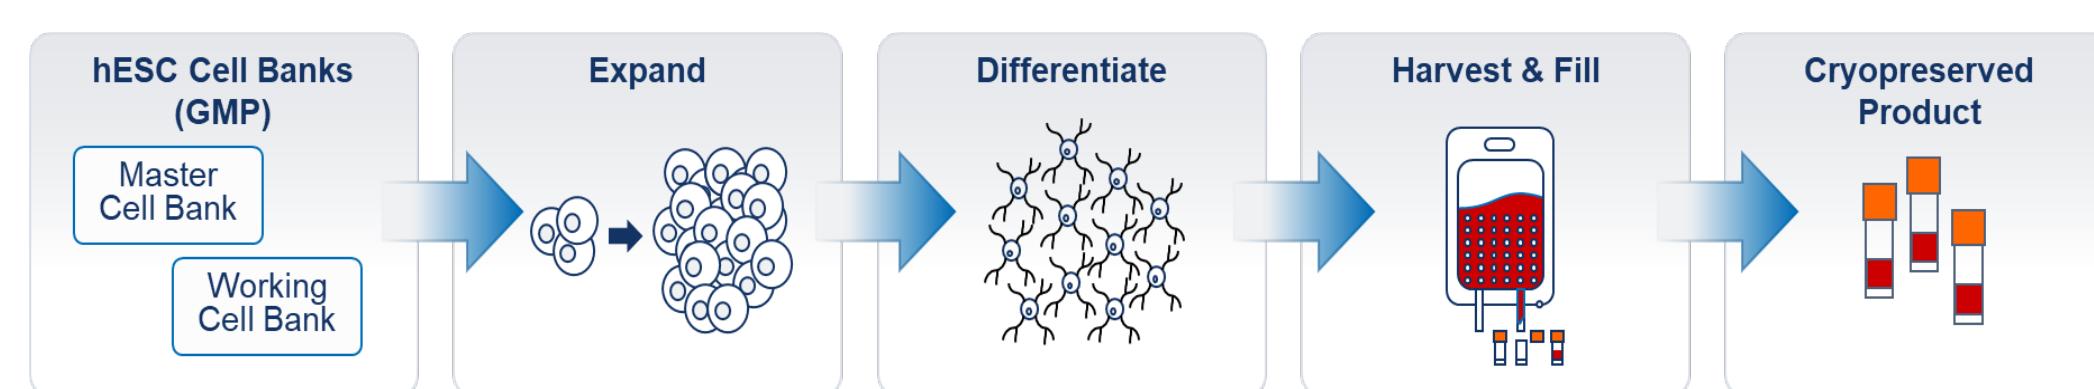 hESC Cell Banks
(GMP)
Master
Cell Bank
Working
Cell Bank
Expand
Differentiate
Harvest & Fill
Cryopreserved
Product